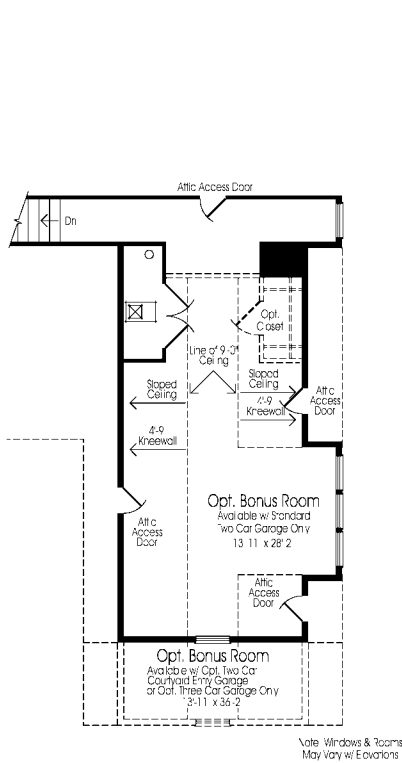 Attic Access Door
Dn
Opt.
Closet
Line of 9'-0"
Ceiling
Sloped
Ceiling
Sloped
Ceiling
4'-9
Kneewall
4'-9
Kneewall
Attic
Access
Door
Opt. Bonus Room
Available w/ Standard
Two Car Garage Only
13'-11 x 28'-2
Attic
Access
Door
Attic
Access
Door
Opt. Bonus Room
Available w/ Opt. Two Car
Courtyard Entry Garage
or Opt. Three Car Garage Only
13'-11 x 36'-2
Note: Windows & Rooms
May Vary w/ Elevations